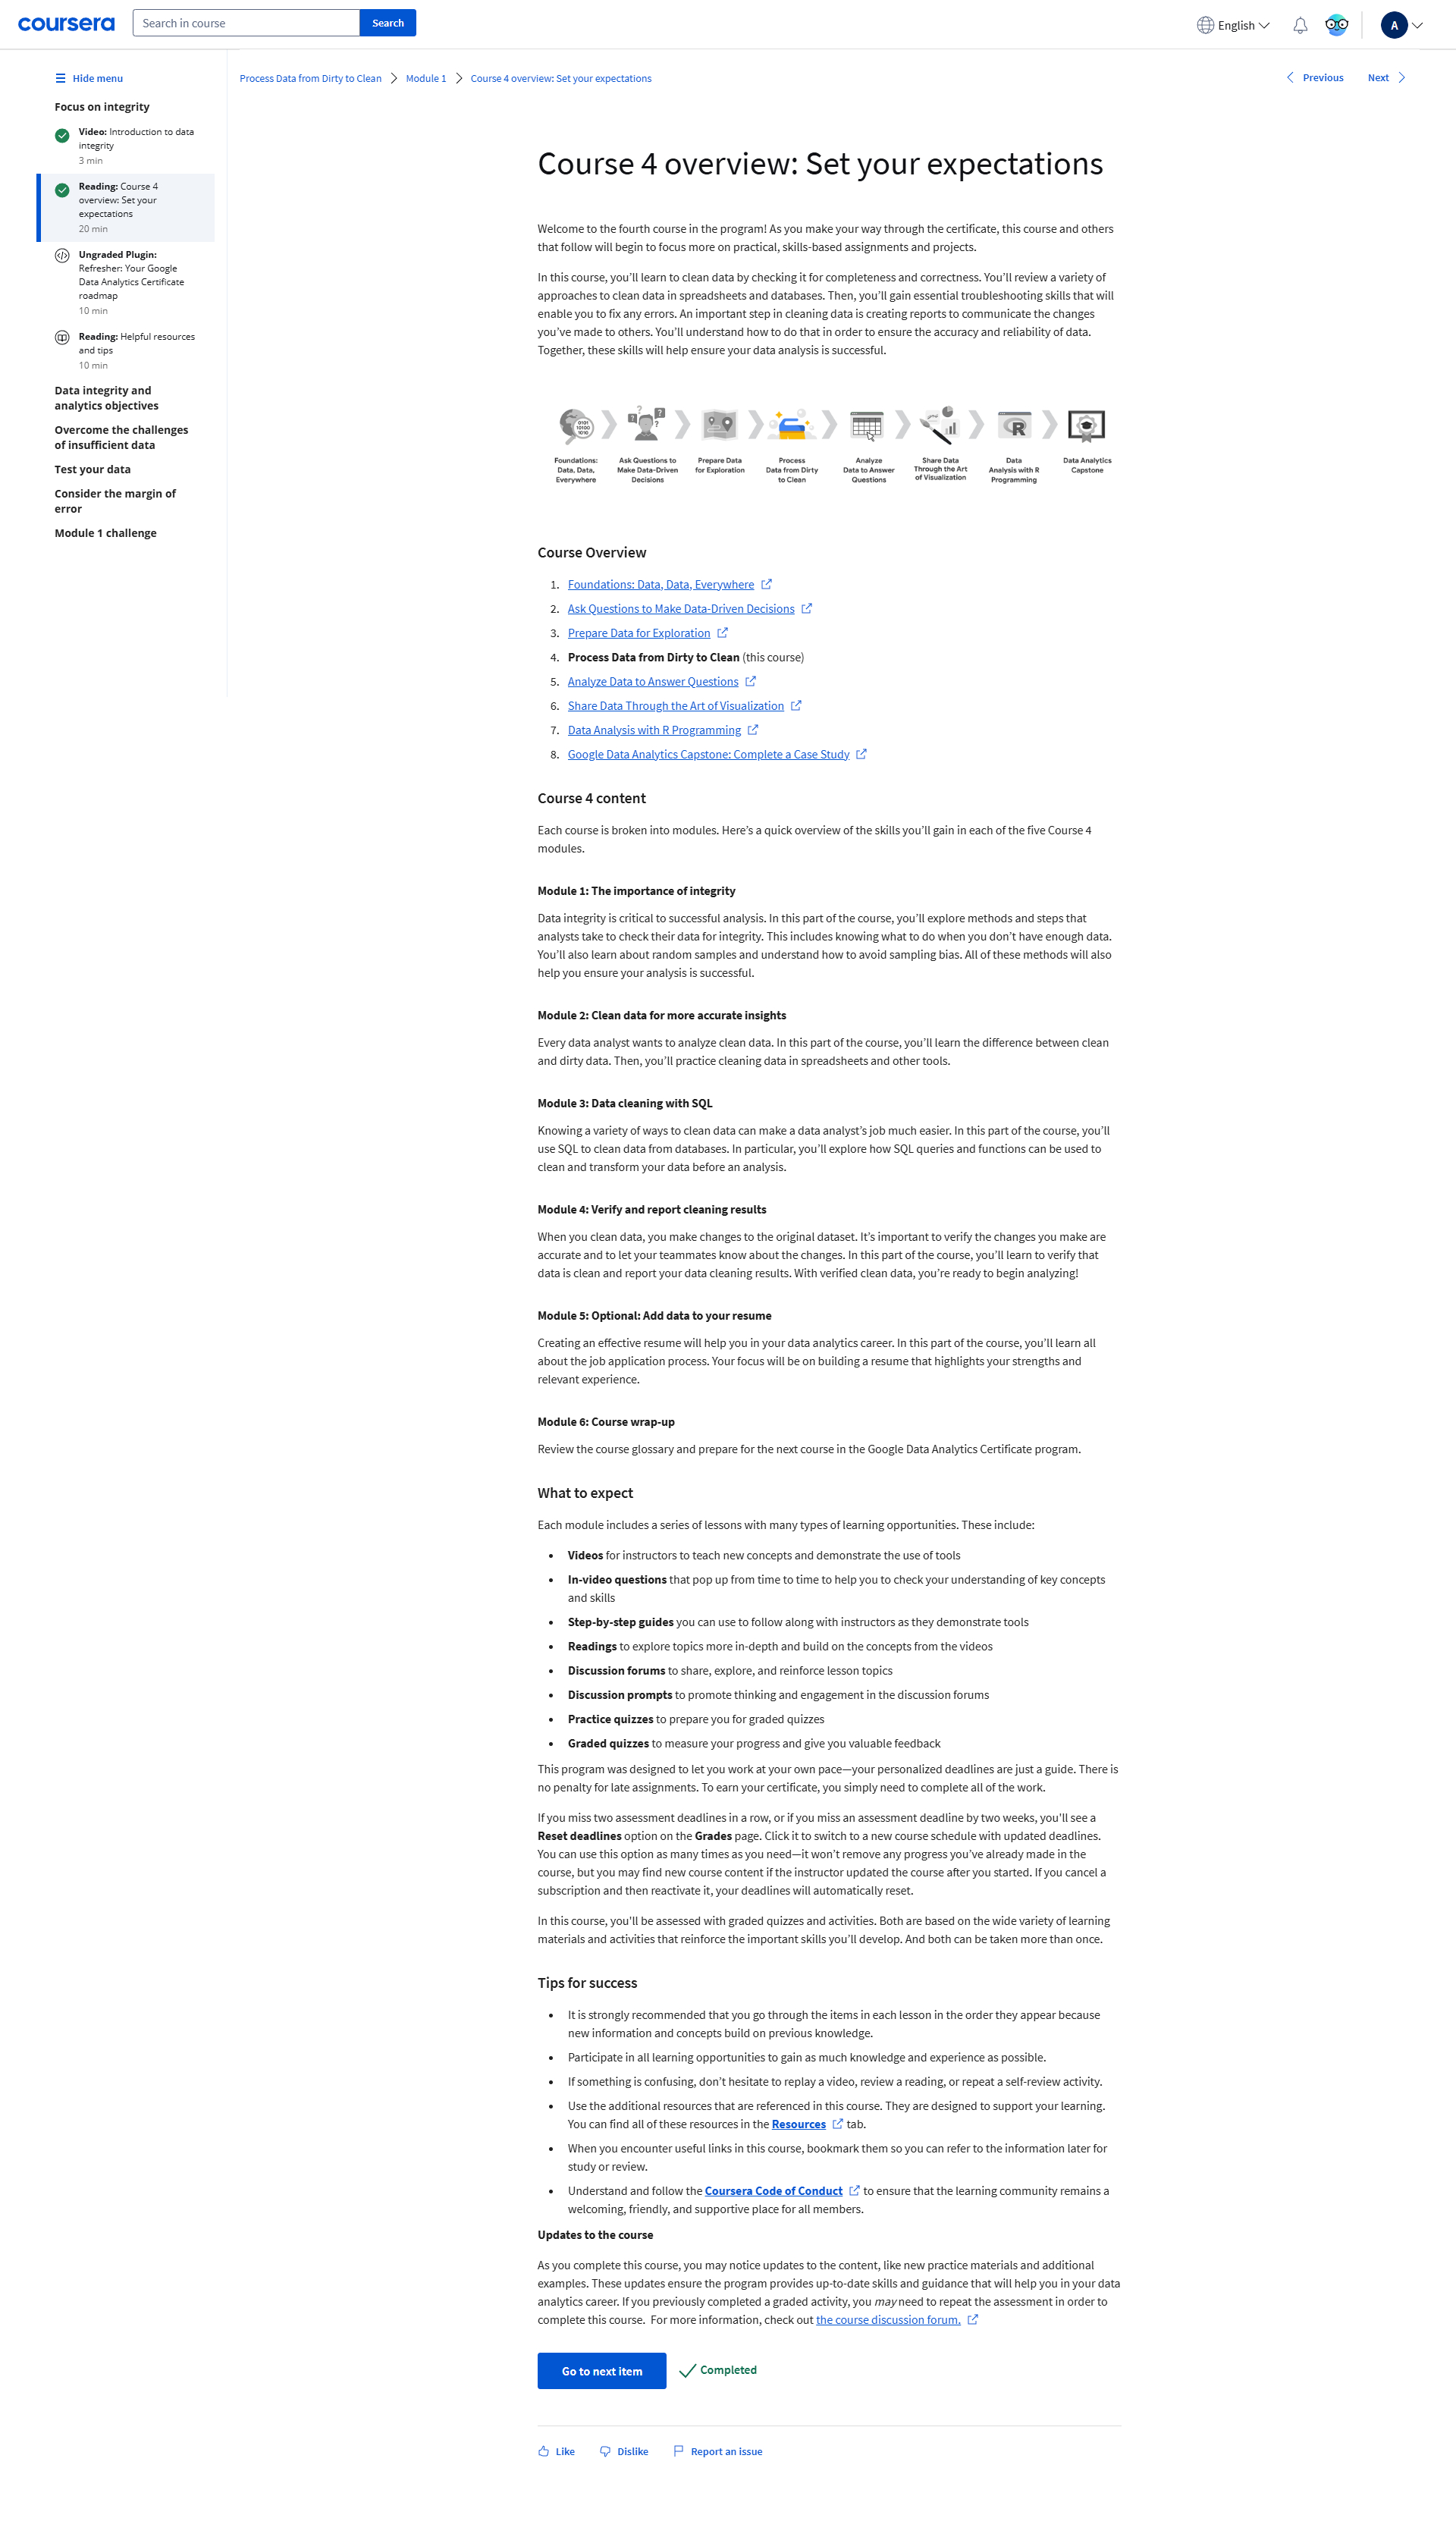 coursera
Search in course
Search
English
A
Hide menu
Process Data from Dirty to Clean
Module 1
Course 4 overview: Set your expectations
Previous
Next
Focus on integrity
Video: Introduction to data
integrity
3 min
Reading: Course 4
overview: Set your
expectations
20 min
Ungraded Plugin:
Refresher: Your Google
Data Analytics Certificate
roadmap
10 min
Reading: Helpful resources
and tips
10 min
Data integrity and
analytics objectives
Overcome the challenges
of insufficient data
Test your data
Consider the margin of
error
Module 1 challenge
Course 4 overview: Set your expectations
Welcome to the fourth course in the program! As you make your way through the certificate, this course and others
that follow will begin to focus more on practical, skills-based assignments and projects.
In this course, you’ll learn to clean data by checking it for completeness and correctness. You’ll review a variety of
approaches to clean data in spreadsheets and databases. Then, you’ll gain essential troubleshooting skills that will
enable you to fix any errors. An important step in cleaning data is creating reports to communicate the changes
you’ve made to others. You’ll understand how to do that in order to ensure the accuracy and reliability of data.
Together, these skills will help ensure your data analysis is successful.
Foundations:
Data, Data,
Everywhere
Ask Questions to
Make Data-Driven
Decisions
Prepare Data
for Exploration
Process
Data from Dirty
to Clean
Analyze
Data to Answer
Questions
Share Data
Through the Art
of Visualization
Data
Analysis with R
Programming
Data Analytics
Capstone
Course Overview
1. Foundations: Data, Data, Everywhere
2. Ask Questions to Make Data-Driven Decisions
3. Prepare Data for Exploration
4. Process Data from Dirty to Clean (this course)
5. Analyze Data to Answer Questions
6. Share Data Through the Art of Visualization
7. Data Analysis with R Programming
8. Google Data Analytics Capstone: Complete a Case Study
Course 4 content
Each course is broken into modules. Here’s a quick overview of the skills you’ll gain in each of the five Course 4
modules.
Module 1: The importance of integrity
Data integrity is critical to successful analysis. In this part of the course, you’ll explore methods and steps that
analysts take to check their data for integrity. This includes knowing what to do when you don’t have enough data.
You’ll also learn about random samples and understand how to avoid sampling bias. All of these methods will also
help you ensure your analysis is successful.
Module 2: Clean data for more accurate insights
Every data analyst wants to analyze clean data. In this part of the course, you’ll learn the difference between clean
and dirty data. Then, you’ll practice cleaning data in spreadsheets and other tools.
Module 3: Data cleaning with SQL
Knowing a variety of ways to clean data can make a data analyst’s job much easier. In this part of the course, you’ll
use SQL to clean data from databases. In particular, you’ll explore how SQL queries and functions can be used to
clean and transform your data before an analysis.
Module 4: Verify and report cleaning results
When you clean data, you make changes to the original dataset. It’s important to verify the changes you make are
accurate and to let your teammates know about the changes. In this part of the course, you’ll learn to verify that
data is clean and report your data cleaning results. With verified clean data, you’re ready to begin analyzing!
Module 5: Optional: Add data to your resume
Creating an effective resume will help you in your data analytics career. In this part of the course, you’ll learn all
about the job application process. Your focus will be on building a resume that highlights your strengths and
relevant experience.
Module 6: Course wrap-up
Review the course glossary and prepare for the next course in the Google Data Analytics Certificate program.
What to expect
Each module includes a series of lessons with many types of learning opportunities. These include:
• Videos for instructors to teach new concepts and demonstrate the use of tools
• In-video questions that pop up from time to time to help you to check your understanding of key concepts
and skills
• Step-by-step guides you can use to follow along with instructors as they demonstrate tools
• Readings to explore topics more in-depth and build on the concepts from the videos
• Discussion forums to share, explore, and reinforce lesson topics
• Discussion prompts to promote thinking and engagement in the discussion forums
• Practice quizzes to prepare you for graded quizzes
• Graded quizzes to measure your progress and give you valuable feedback
This program was designed to let you work at your own pace—your personalized deadlines are just a guide. There is
no penalty for late assignments. To earn your certificate, you simply need to complete all of the work.
If you miss two assessment deadlines in a row, or if you miss an assessment deadline by two weeks, you'll see a
Reset deadlines option on the Grades page. Click it to switch to a new course schedule with updated deadlines.
You can use this option as many times as you need—it won’t remove any progress you’ve already made in the
course, but you may find new course content if the instructor updated the course after you started. If you cancel a
subscription and then reactivate it, your deadlines will automatically reset.
In this course, you'll be assessed with graded quizzes and activities. Both are based on the wide variety of learning
materials and activities that reinforce the important skills you’ll develop. And both can be taken more than once.
Tips for success
• It is strongly recommended that you go through the items in each lesson in the order they appear because
new information and concepts build on previous knowledge.
• Participate in all learning opportunities to gain as much knowledge and experience as possible.
• If something is confusing, don’t hesitate to replay a video, review a reading, or repeat a self-review activity.
• Use the additional resources that are referenced in this course. They are designed to support your learning.
You can find all of these resources in the Resources tab.
• When you encounter useful links in this course, bookmark them so you can refer to the information later for
study or review.
• Understand and follow the Coursera Code of Conduct to ensure that the learning community remains a
welcoming, friendly, and supportive place for all members.
Updates to the course
As you complete this course, you may notice updates to the content, like new practice materials and additional
examples. These updates ensure the program provides up-to-date skills and guidance that will help you in your data
analytics career. If you previously completed a graded activity, you may need to repeat the assessment in order to
complete this course.  For more information, check out the course discussion forum.
Go to next item
Completed
Like
Dislike
Report an issue